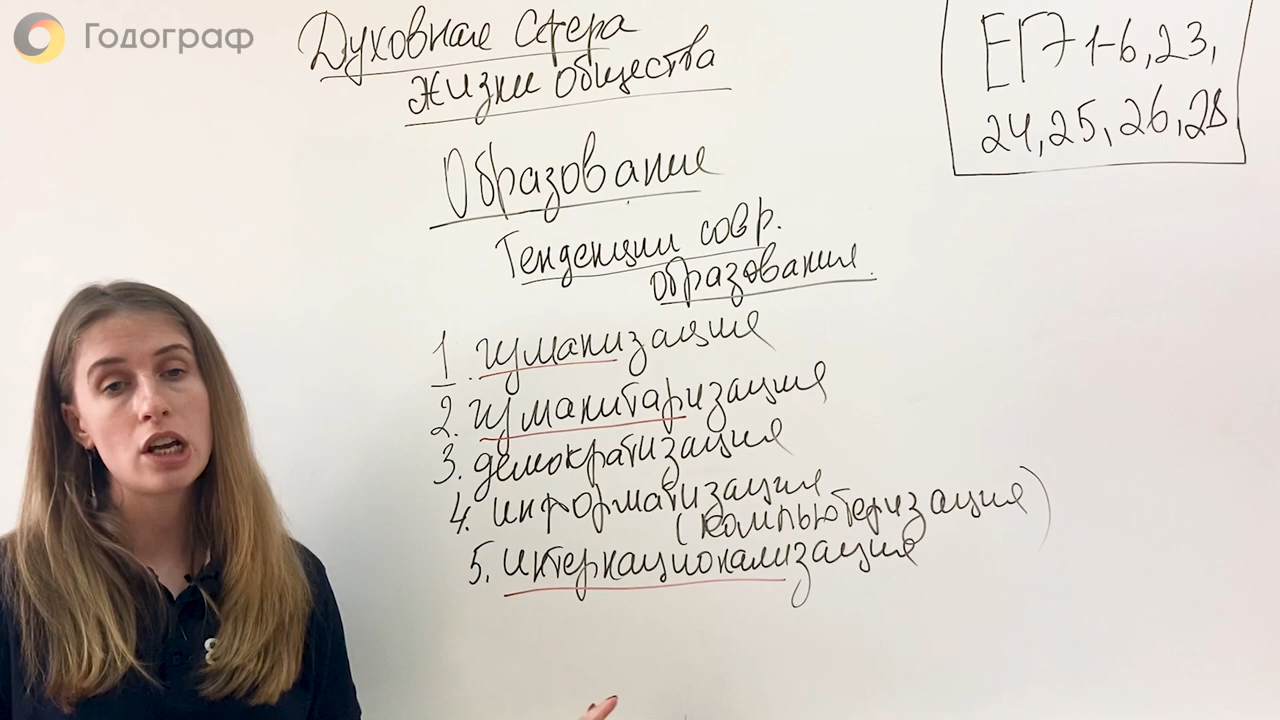 Годограф
Духовная сфера
жизни общества
ЕГЭ 1-6, 23,
24, 25, 26, 28
Образование
Тенденции совр.
образования.
1. гуманизация
2. гуманитаризация
3. демократизация
4. информатизация
(компьютеризация)
5. интернационализация
8